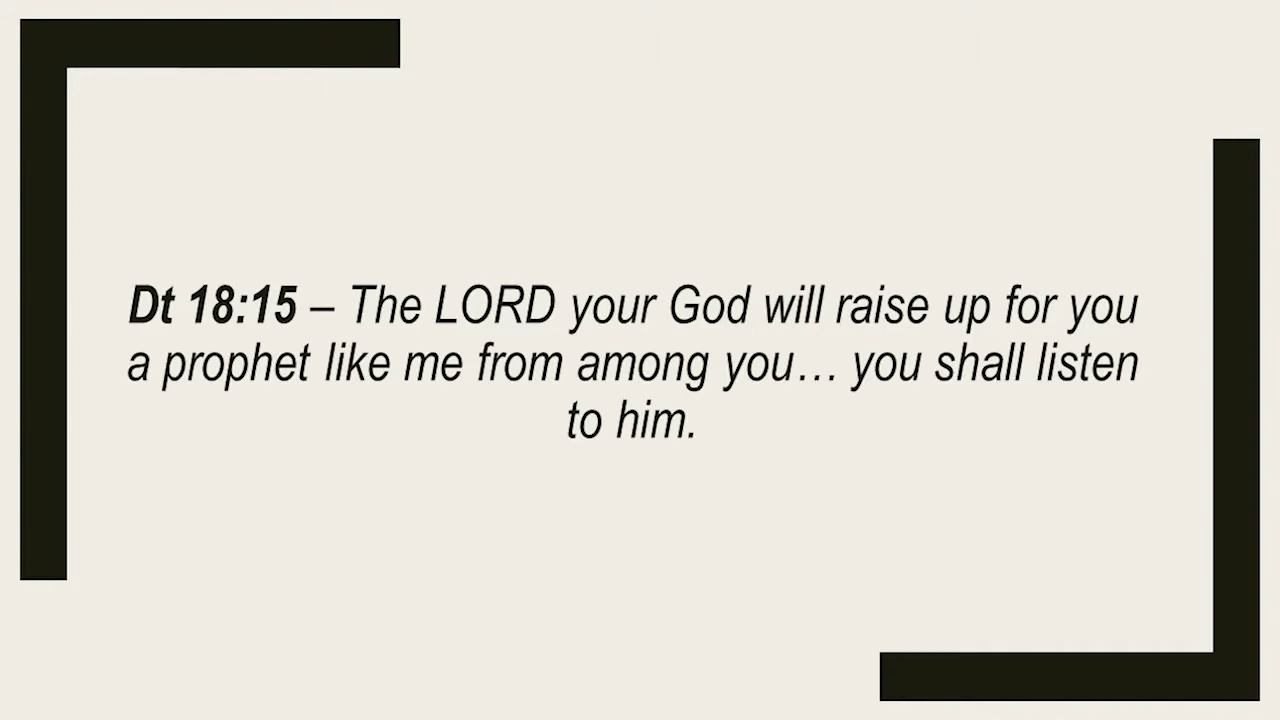 Dt 18:15 – The LORD your God will raise up for you
a prophet like me from among you… you shall listen
to him.